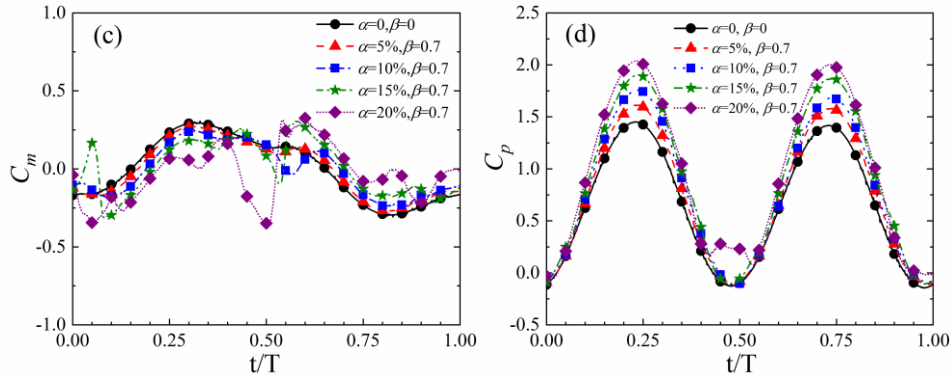 (c)
α=0,β=0
α=5%,β=0.7
α=10%,β=0.7
α=15%,β=0.7
α=20%,β=0.7
1.0
0.5
0.0
-0.5
-1.0
Cm
0.00 0.25 0.50 0.75 1.00
t/T
(d)
α=0, β=0
α=5%, β=0.7
α=10%, β=0.7
α=15%, β=0.7
α=20%, β=0.7
2.5
2.0
1.5
1.0
0.5
0.0
-0.5
Cp
0.00 0.25 0.50 0.75 1.00
t/T